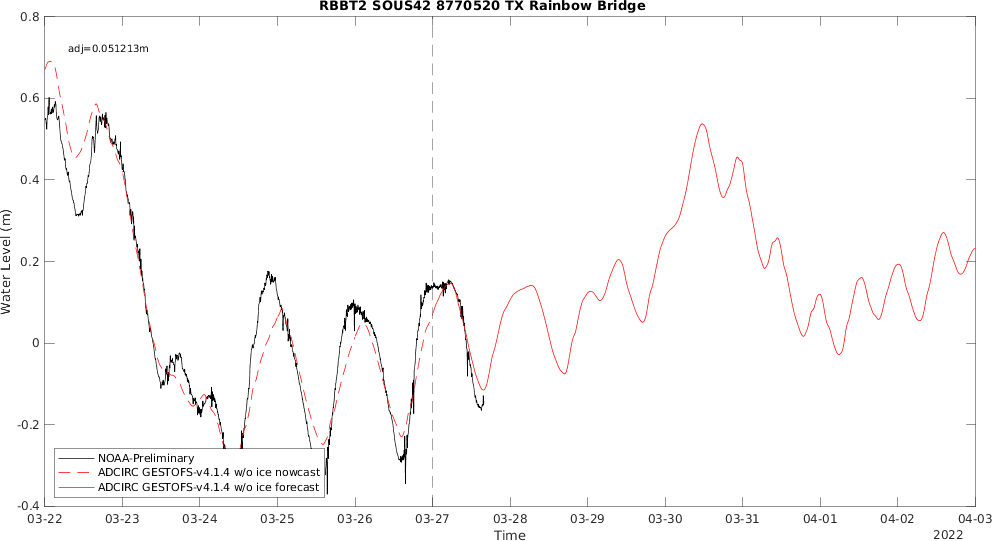 RBBT2 SOUS42 8770520 TX Rainbow Bridge
0.8
adj=0.051213m
0.6
0.4
0.2
0
-0.2
-0.4
Water Level (m)
NOAA-Preliminary
ADCIRC GESTOFS-v4.1.4 w/o ice nowcast
ADCIRC GESTOFS-v4.1.4 w/o ice forecast
03-22 03-23 03-24 03-25 03-26 03-27 03-28 03-29 03-30 03-31 04-01 04-02 04-03
Time
2022